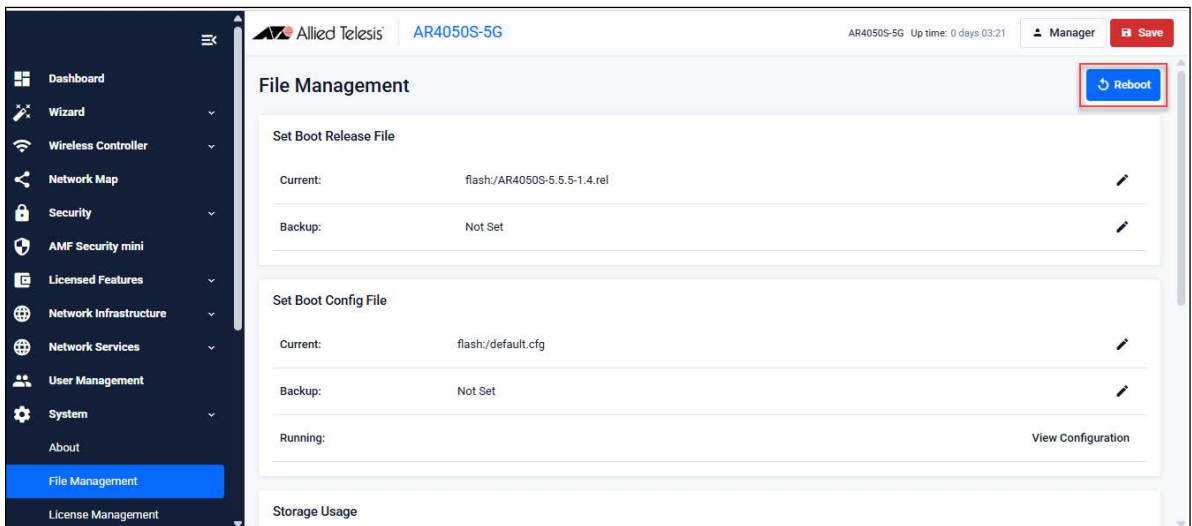 Allied Telesis AR4050S-5G AR4050S-5G Up time: 0 days 03:21 Manager Save
Dashboard
Wizard
Wireless Controller
Network Map
Security
AMF Security mini
Licensed Features
Network Infrastructure
Network Services
User Management
System
About
File Management
License Management
File Management Reboot
Set Boot Release File
Current: flash:/AR4050S-5.5.5-1.4.rel
Backup: Not Set
Set Boot Config File
Current: flash:/default.cfg
Backup: Not Set
Running: View Configuration
Storage Usage